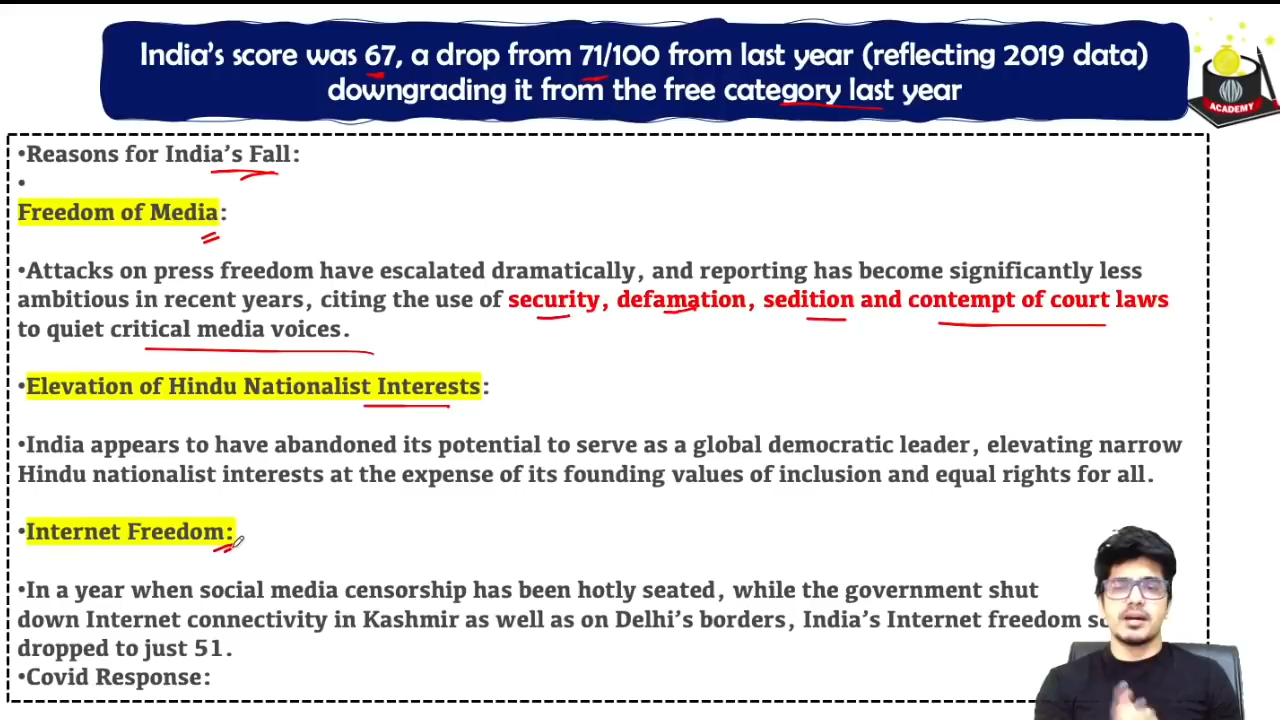 India's score was 67, a drop from 71/100 from last year (reflecting 2019 data)
downgrading it from the free category last year
ACADEMY
•Reasons for India's Fall:
•
Freedom of Media:
•Attacks on press freedom have escalated dramatically, and reporting has become significantly less
ambitious in recent years, citing the use of security, defamation, sedition and contempt of court laws
to quiet critical media voices.
•Elevation of Hindu Nationalist Interests:
•India appears to have abandoned its potential to serve as a global democratic leader, elevating narrow
Hindu nationalist interests at the expense of its founding values of inclusion and equal rights for all.
•Internet Freedom:
•In a year when social media censorship has been hotly seated, while the government shut
down Internet connectivity in Kashmir as well as on Delhi's borders, India's Internet freedom
dropped to just 51.
•Covid Response: